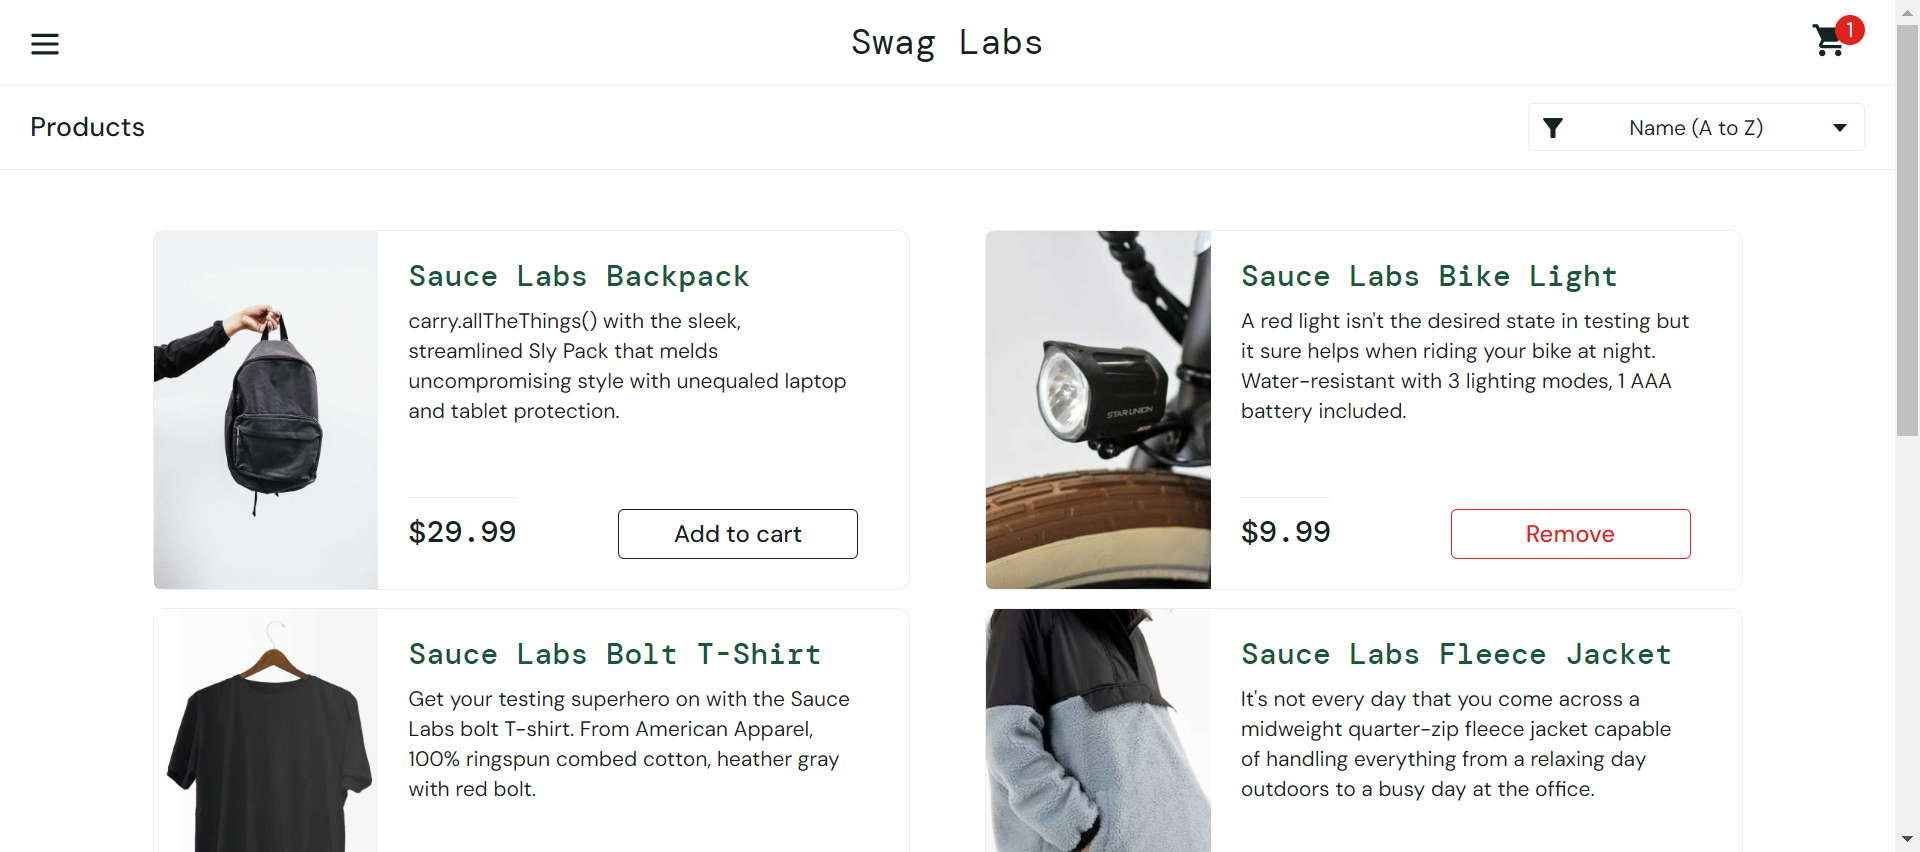 Swag Labs
1
Products
Name (A to Z)
Sauce Labs Backpack
carry.allTheThings() with the sleek,
streamlined Sly Pack that melds
uncompromising style with unequaled laptop
and tablet protection.
$29.99
Add to cart
STAR UNION
Sauce Labs Bike Light
A red light isn't the desired state in testing but
it sure helps when riding your bike at night.
Water-resistant with 3 lighting modes, 1 AAA
battery included.
$9.99
Remove
Sauce Labs Bolt T-Shirt
Get your testing superhero on with the Sauce
Labs bolt T-shirt. From American Apparel,
100% ringspun combed cotton, heather gray
with red bolt.
Sauce Labs Fleece Jacket
It's not every day that you come across a
midweight quarter-zip fleece jacket capable
of handling everything from a relaxing day
outdoors to a busy day at the office.